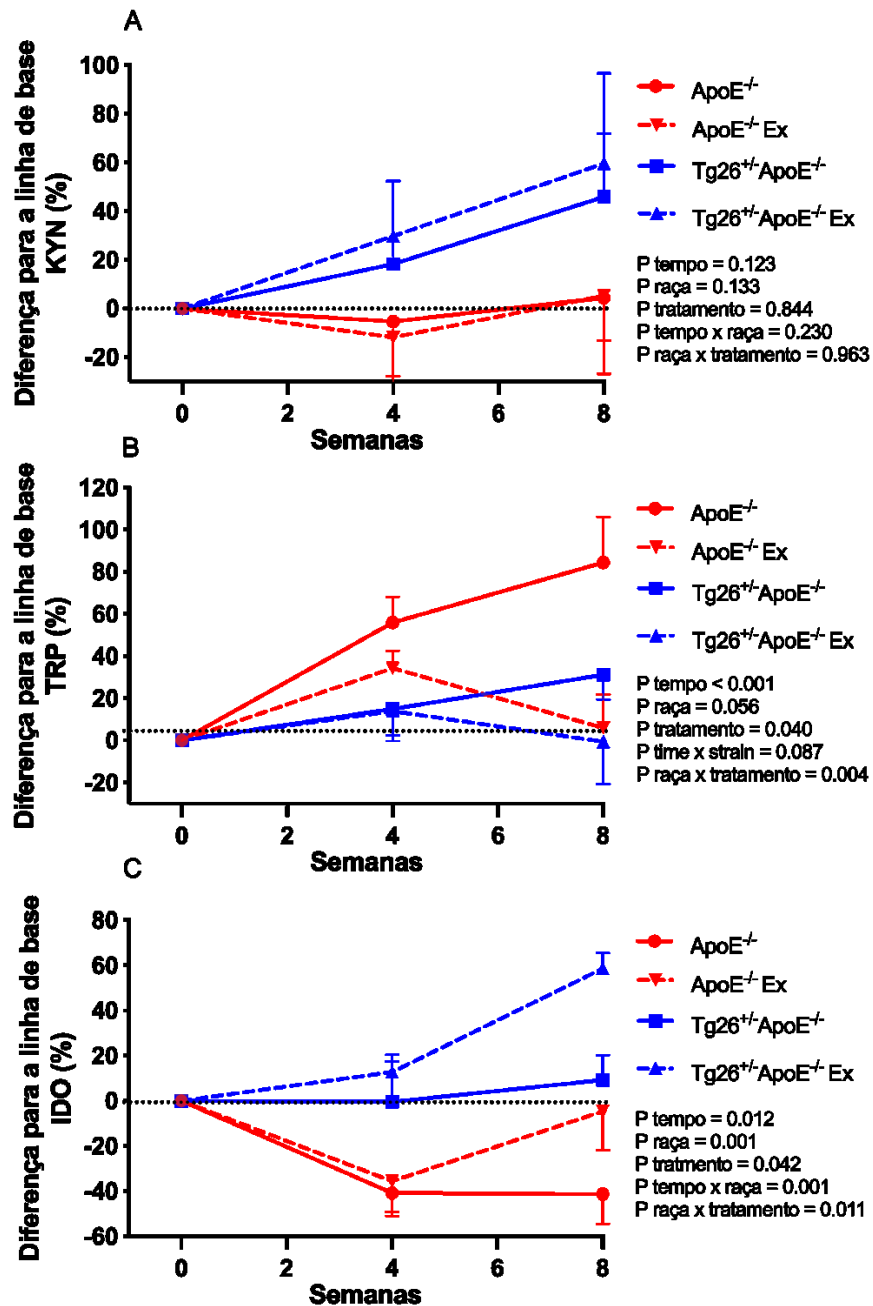 A
Diferença para a linha de base
KYN (%)
100
80
60
40
20
0
-20
0 2 4 6 8
Semanas
ApoE-/-
ApoE-/- Ex
Tg26+/-ApoE-/-
Tg26+/-ApoE-/- Ex
P tempo = 0.123
P raça = 0.133
P tratamento = 0.844
P tempo x raça = 0.230
P raça x tratamento = 0.963
B
Diferença para a linha de base
TRP (%)
120
100
80
60
40
20
0
-20
0 2 4 6 8
Semanas
ApoE-/-
ApoE-/- Ex
Tg26+/-ApoE-/-
Tg26+/-ApoE-/- Ex
P tempo < 0.001
P raça = 0.056
P tratamento = 0.040
P time x strain = 0.087
P raça x tratamento = 0.004
C
Diferença para a linha de base
IDO (%)
80
60
40
20
0
-20
-40
-60
0 2 4 6 8
Semanas
ApoE-/-
ApoE-/- Ex
Tg26+/-ApoE-/-
Tg26+/-ApoE-/- Ex
P tempo = 0.012
P raça = 0.001
P tratmento = 0.042
P tempo x raça = 0.001
P raça x tratamento = 0.011